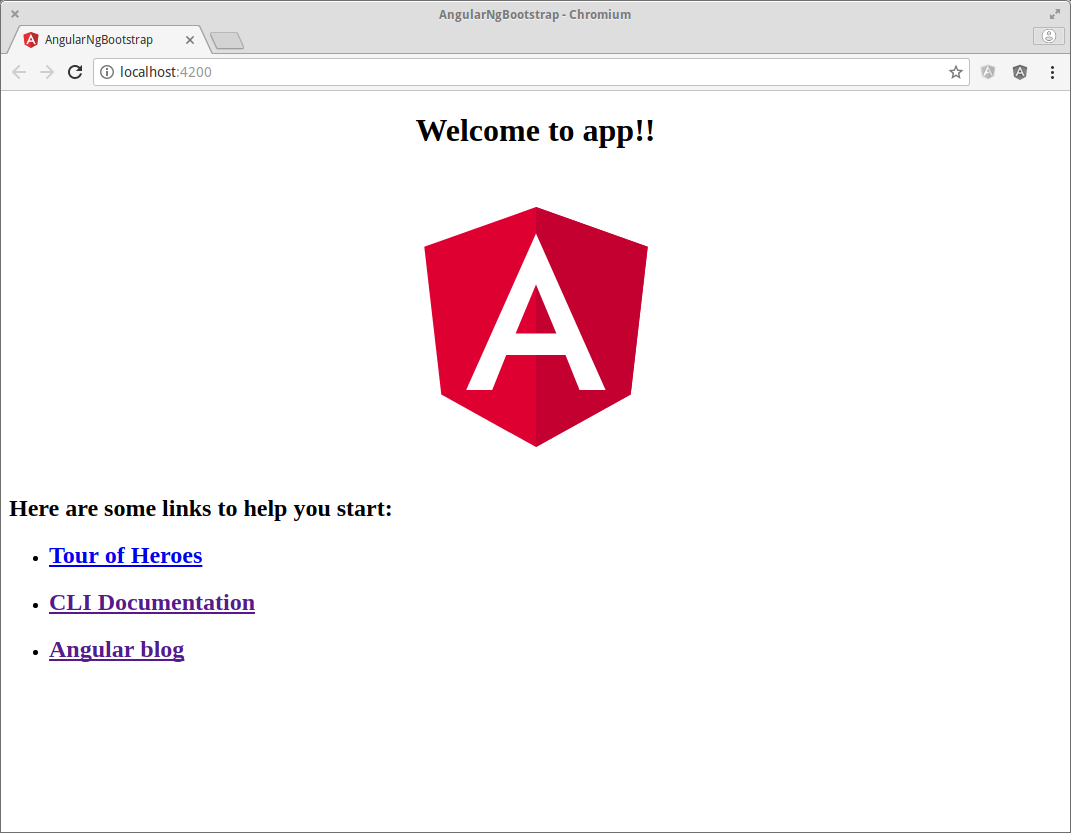 AngularNgBootstrap - Chromium
AngularNgBootstrap
localhost:4200
Welcome to app!!
A
Here are some links to help you start:
Tour of Heroes
CLI Documentation
Angular blog